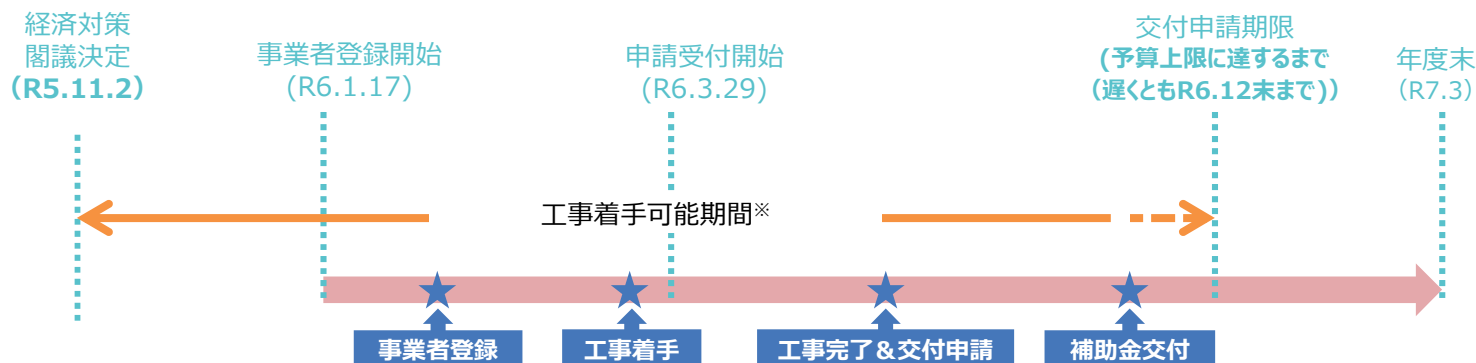 経済対策
閣議決定
（R5.11.2）
事業者登録開始
(R6.1.17)
申請受付開始
(R6.3.29)
交付申請期限
(予算上限に達するまで
（遅くともR6.12末まで))
年度末
（R7.3）
工事着手可能期間※
事業者登録
工事着手
工事完了＆交付申請
補助金交付